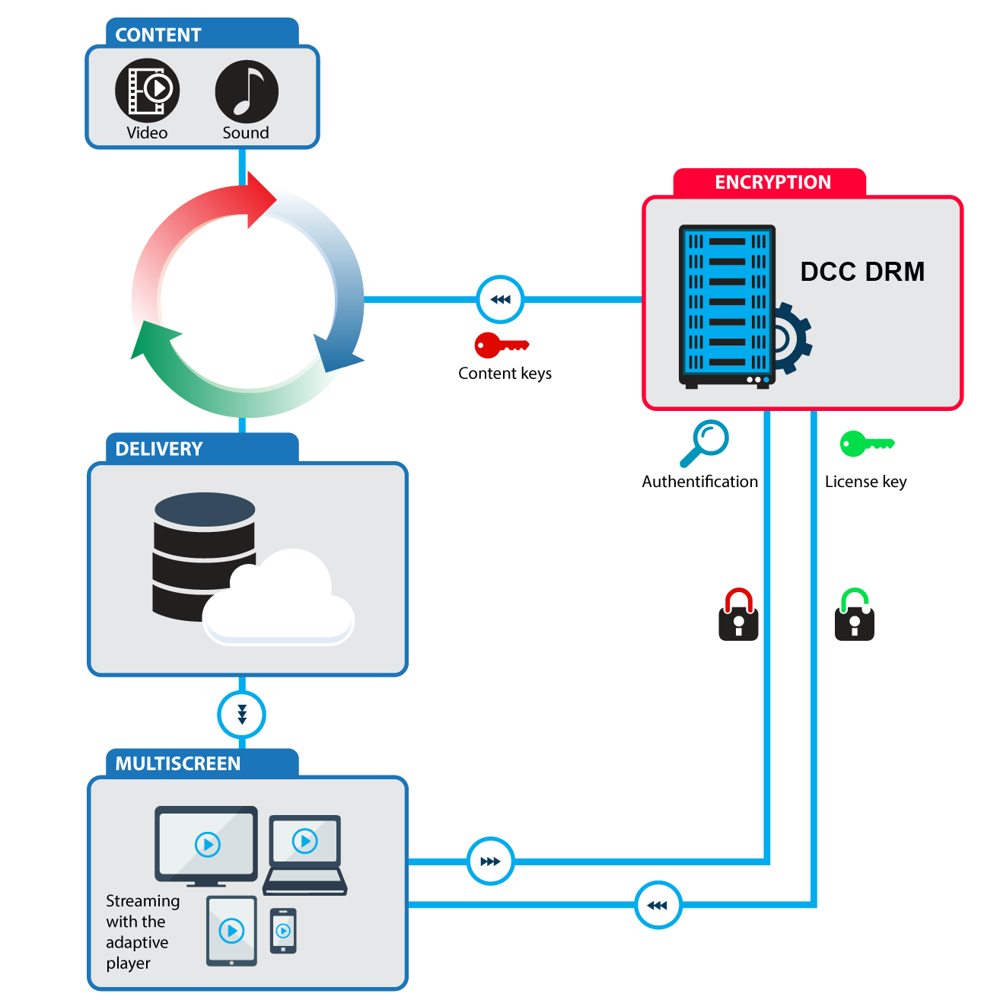 CONTENT
Video
Sound
ENCRYPTION
DCC DRM
Content keys
DELIVERY
Authentification
License key
MULTISCREEN
Streaming
with the
adaptive
player